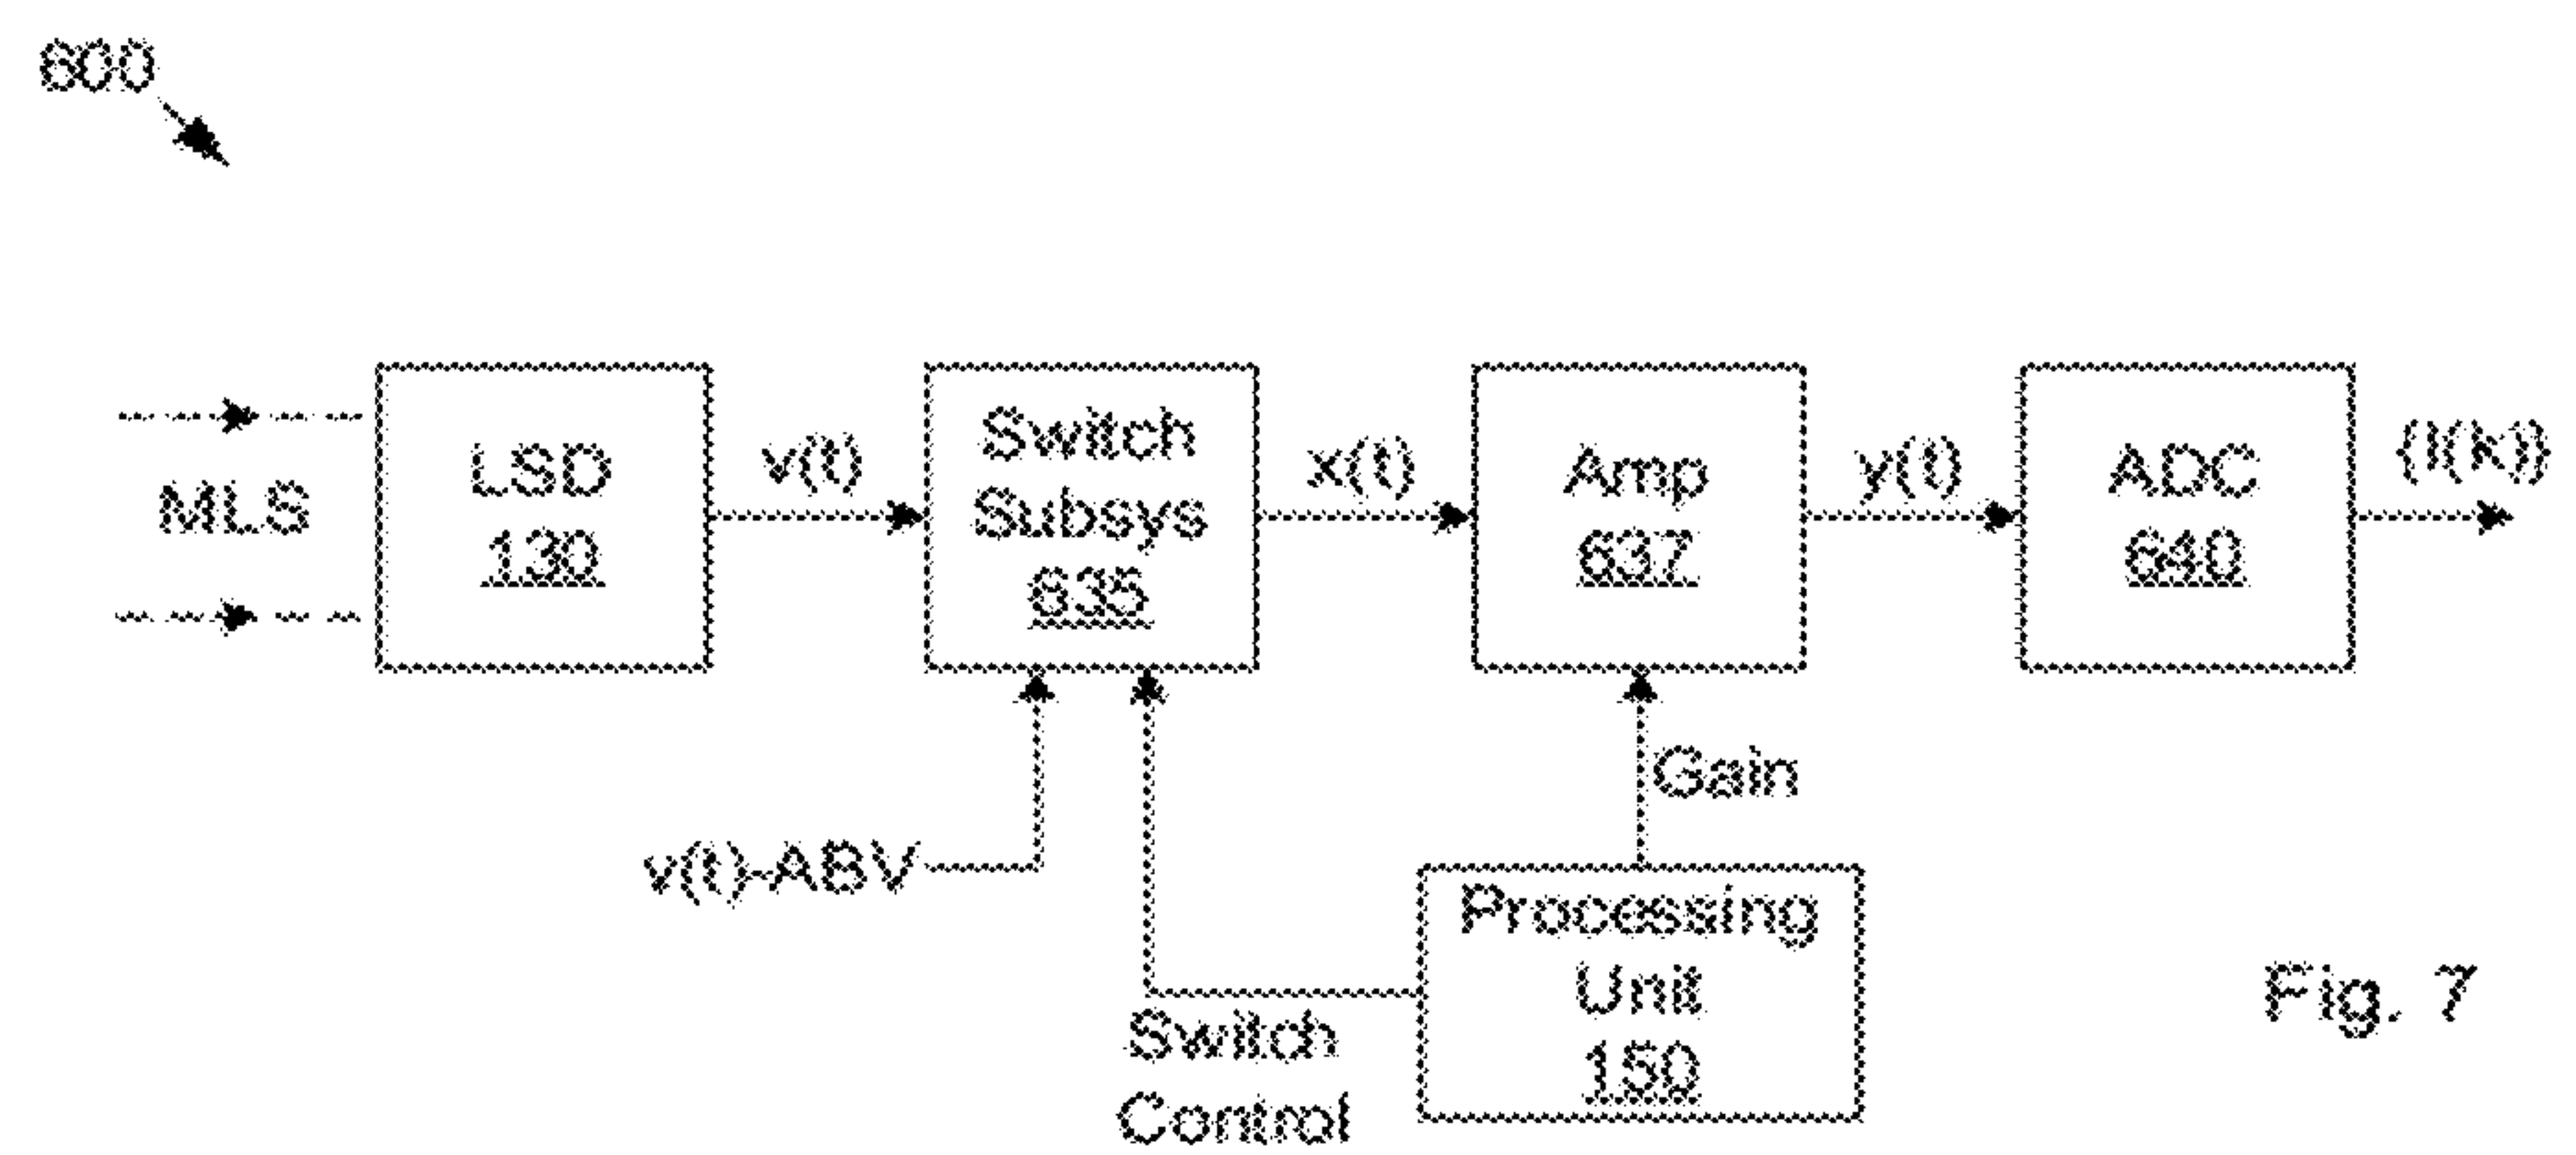 600
MLS
LSD
130
v(t)
Switch
Subsys
635
x(t)
Amp
637
y(t)
ADC
640
{I(k)}
v(t)-ABV
Gain
Switch
Control
Processing
Unit
150
Fig. 7